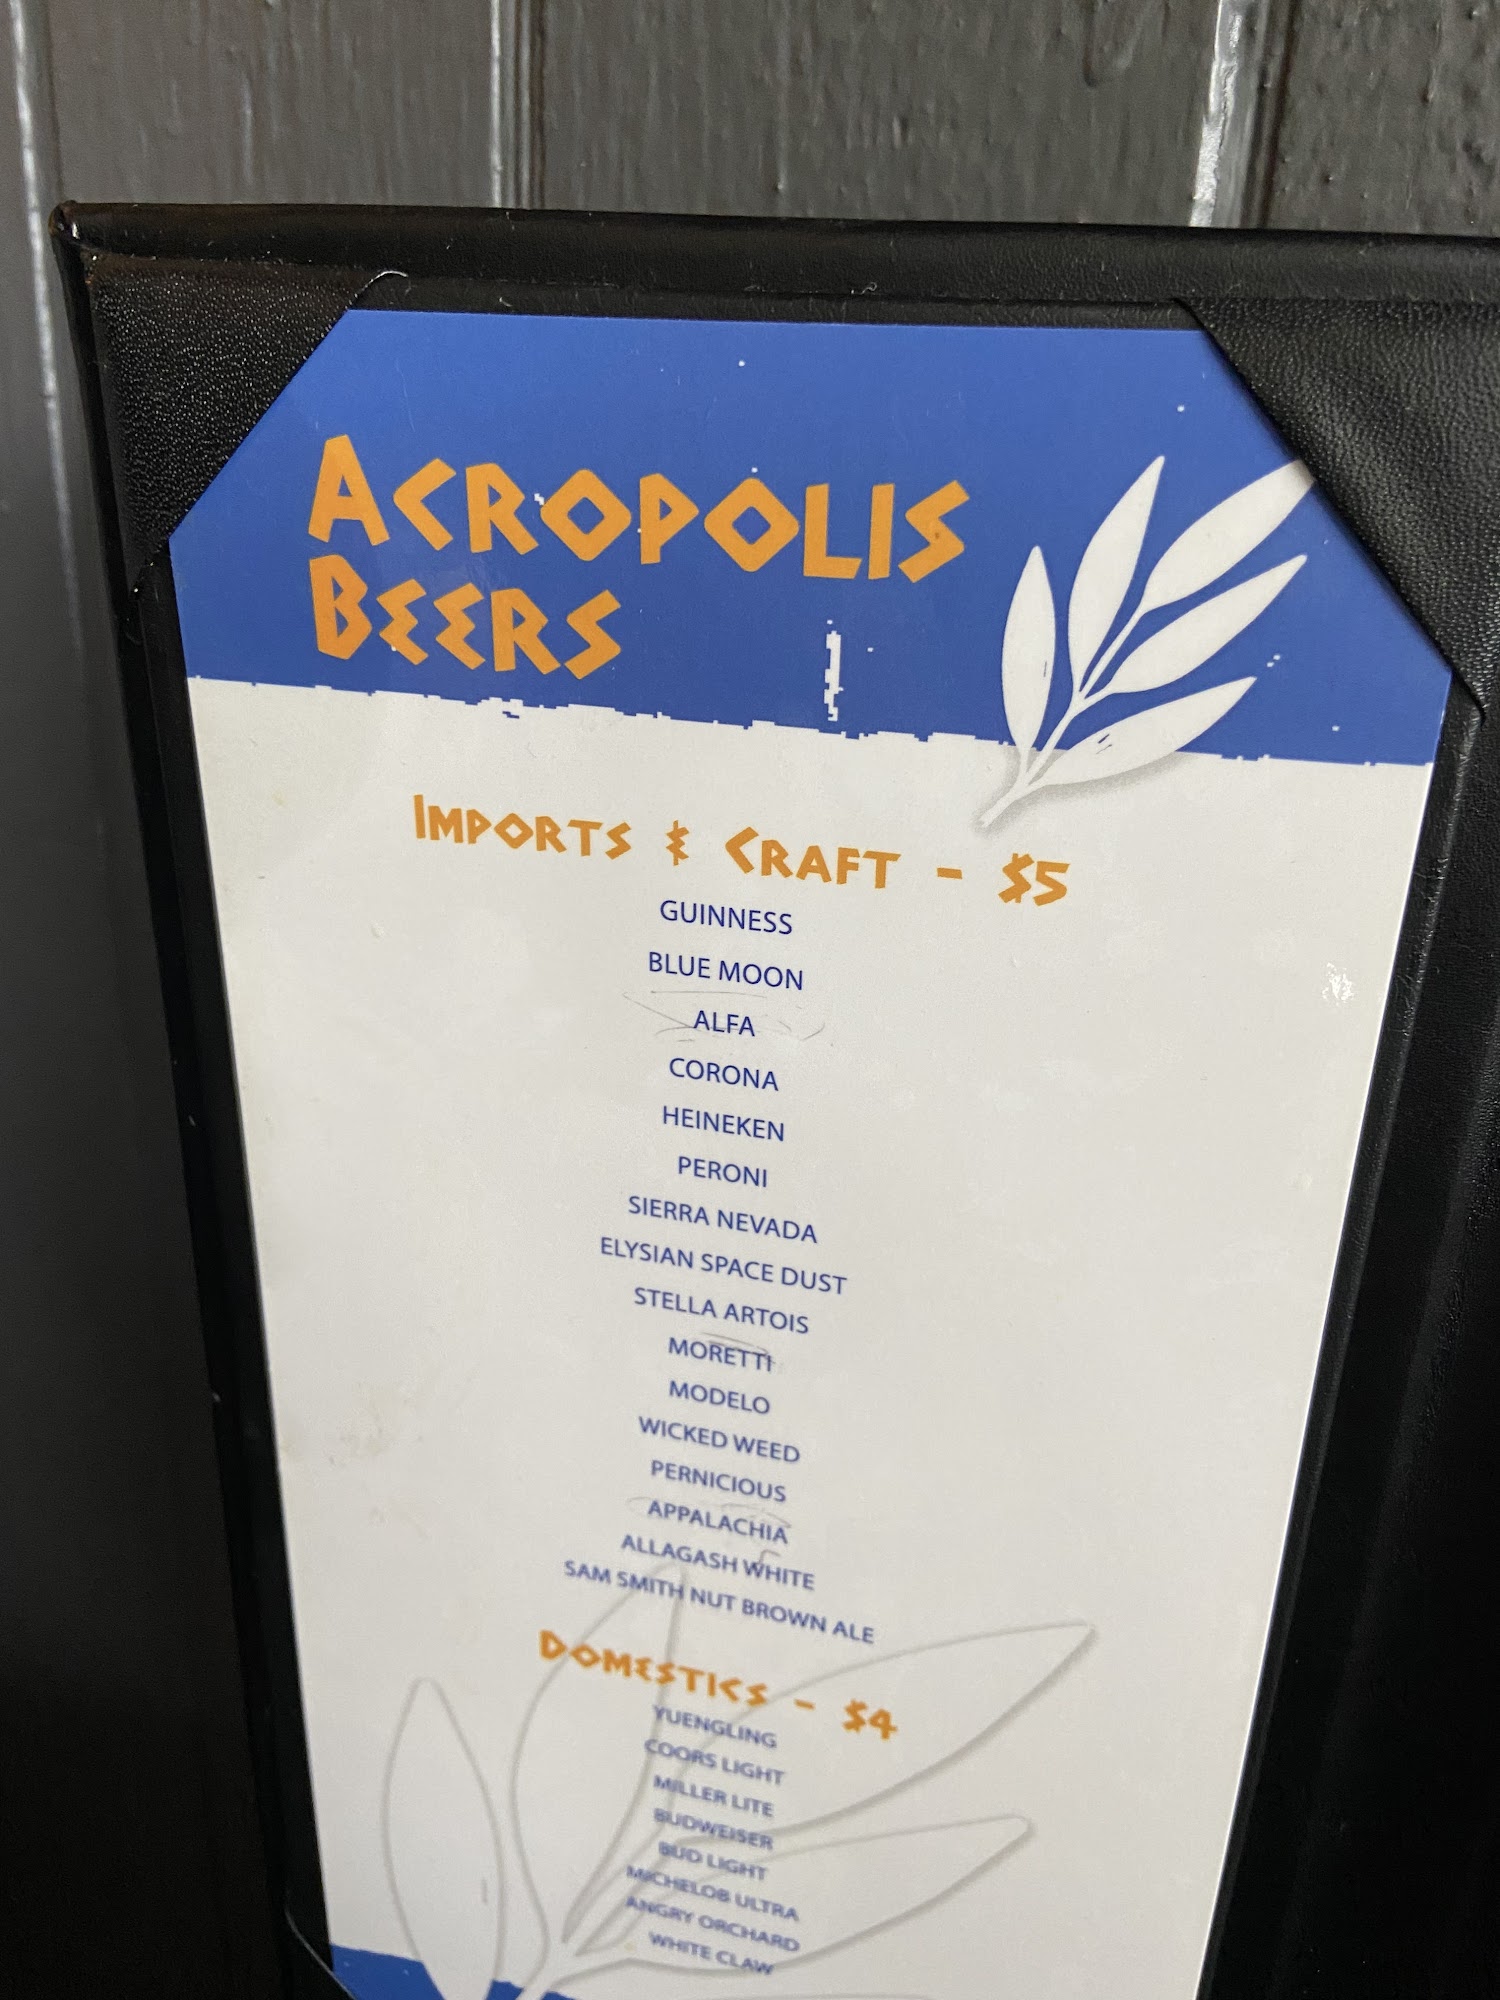 ACROPOLIS
BEERS
IMPORTS & CRAFT - $5
GUINNESS
BLUE MOON
ALFA
CORONA
HEINEKEN
PERONI
SIERRA NEVADA
ELYSIAN SPACE DUST
STELLA ARTOIS
MORETTI
MODELO
WICKED WEED
PERNICIOUS
APPALACHIA
ALLAGASH WHITE
SAM SMITH NUT BROWN ALE
DOMESTICS - $4
YUENGLING
COORS LIGHT
MILLER LITE
BUDWEISER
BUD LIGHT
MICHELOB ULTRA
ANGRY ORCHARD
WHITE CLAW